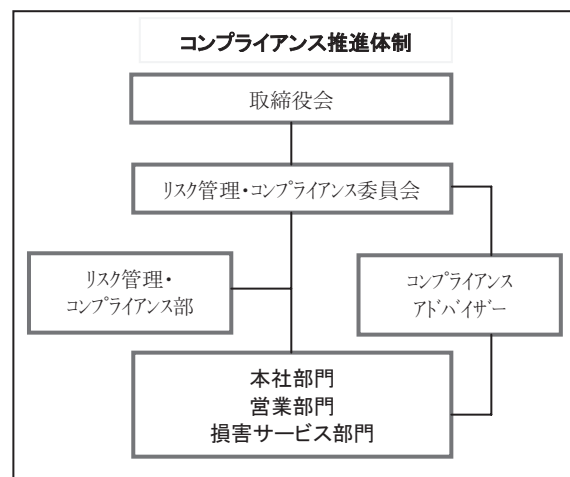 コンプライアンス推進体制
取締役会
ﾘｽｸ管理・ｺﾝﾌﾟﾗｲｱﾝｽ委員会
ﾘｽｸ管理・
ｺﾝﾌﾟﾗｲｱﾝｽ部
ｺﾝﾌﾟﾗｲｱﾝｽ
ｱﾄﾞﾊﾞｲｻﾞｰ
本社部門
営業部門
損害サービス部門